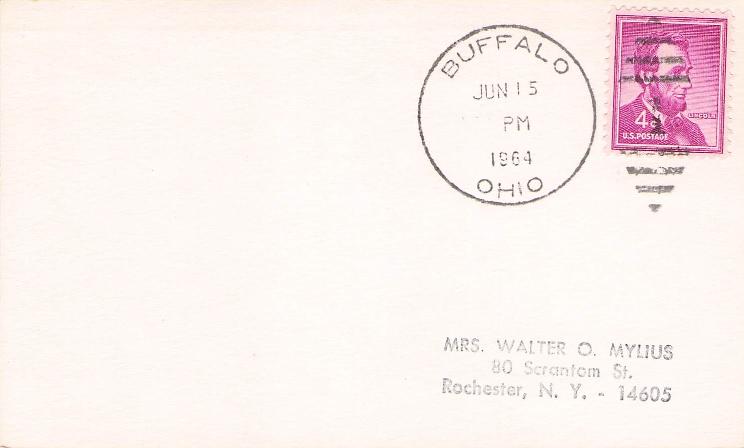 BUFFALO
JUN 15
PM
1964
OHIO
LINCOLN
4¢
U.S. POSTAGE
MRS. WALTER O. MYLIUS
80 Scrantom St.
Rochester, N. Y. - 14605